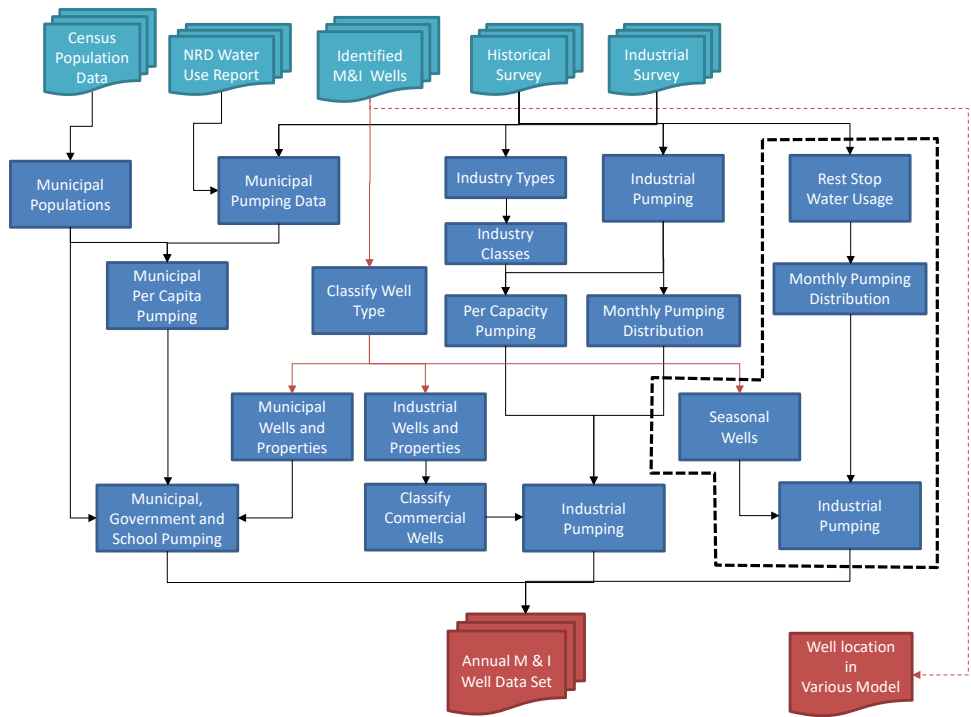 Census
Population
Data
NRD Water
Use Report
Identified
M&I Wells
Historical
Survey
Industrial
Survey
Municipal
Populations
Municipal
Pumping Data
Industry Types
Industrial
Pumping
Rest Stop
Water Usage
Industry
Classes
Municipal
Per Capita
Pumping
Classify Well
Type
Per Capacity
Pumping
Monthly Pumping
Distribution
Monthly Pumping
Distribution
Municipal
Wells and
Properties
Industrial
Wells and
Properties
Seasonal
Wells
Municipal,
Government and
School Pumping
Classify
Commercial
Wells
Industrial
Pumping
Industrial
Pumping
Annual M & I
Well Data Set
Well location
in
Various Model